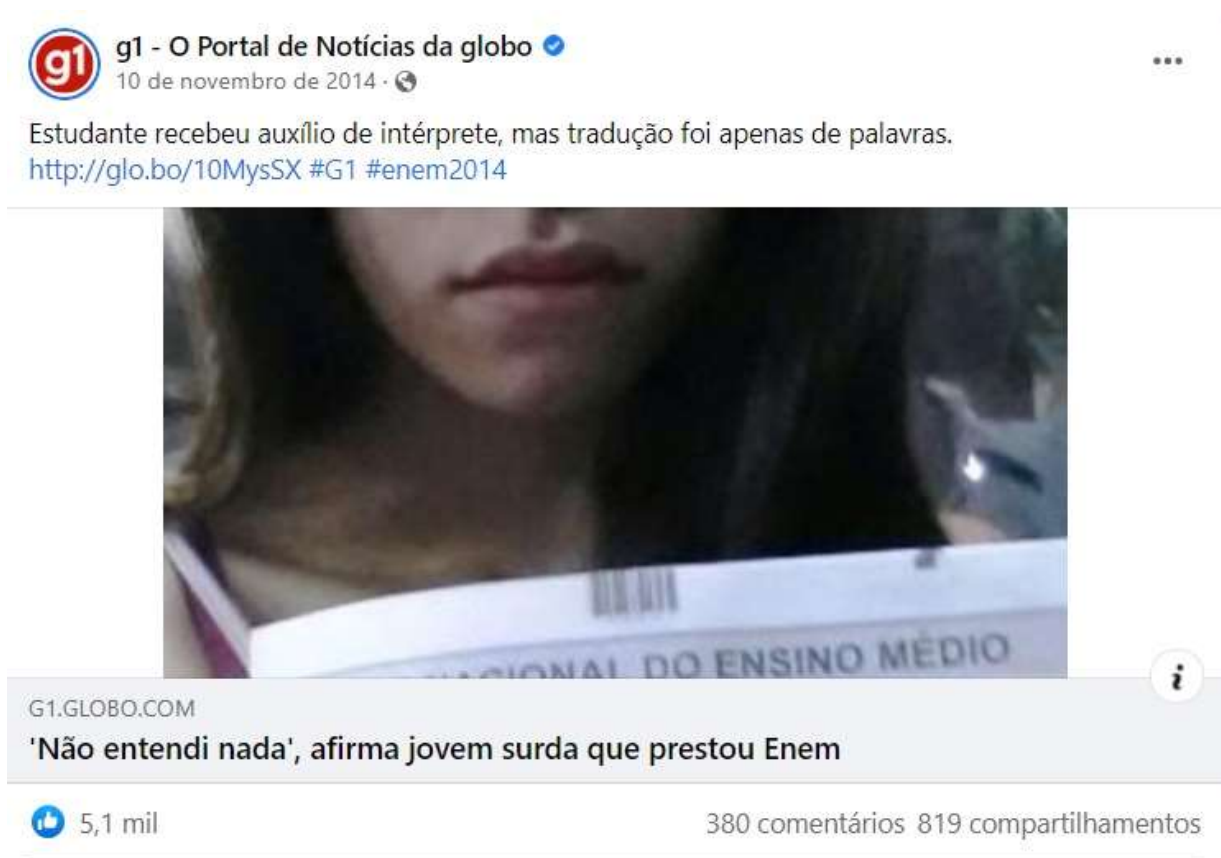 g1
g1 - O Portal de Notícias da globo
10 de novembro de 2014 ·
Estudante recebeu auxílio de intérprete, mas tradução foi apenas de palavras.
http://glo.bo/10MysSX #G1 #enem2014
NACIONAL DO ENSINO MÉDIO
i
G1.GLOBO.COM
'Não entendi nada', afirma jovem surda que prestou Enem
5,1 mil
380 comentários 819 compartilhamentos